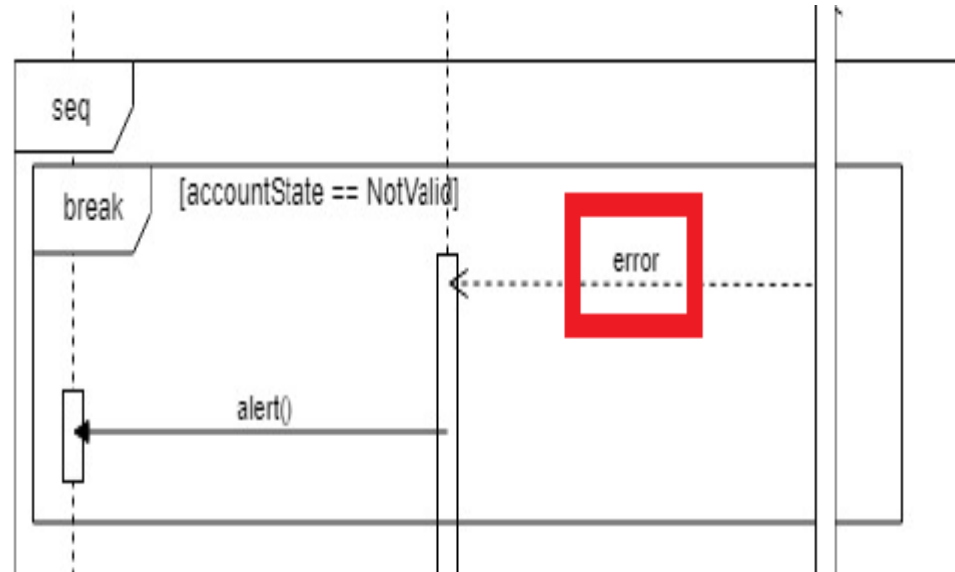 seq
break
[accountState == NotValid]
error
alert()